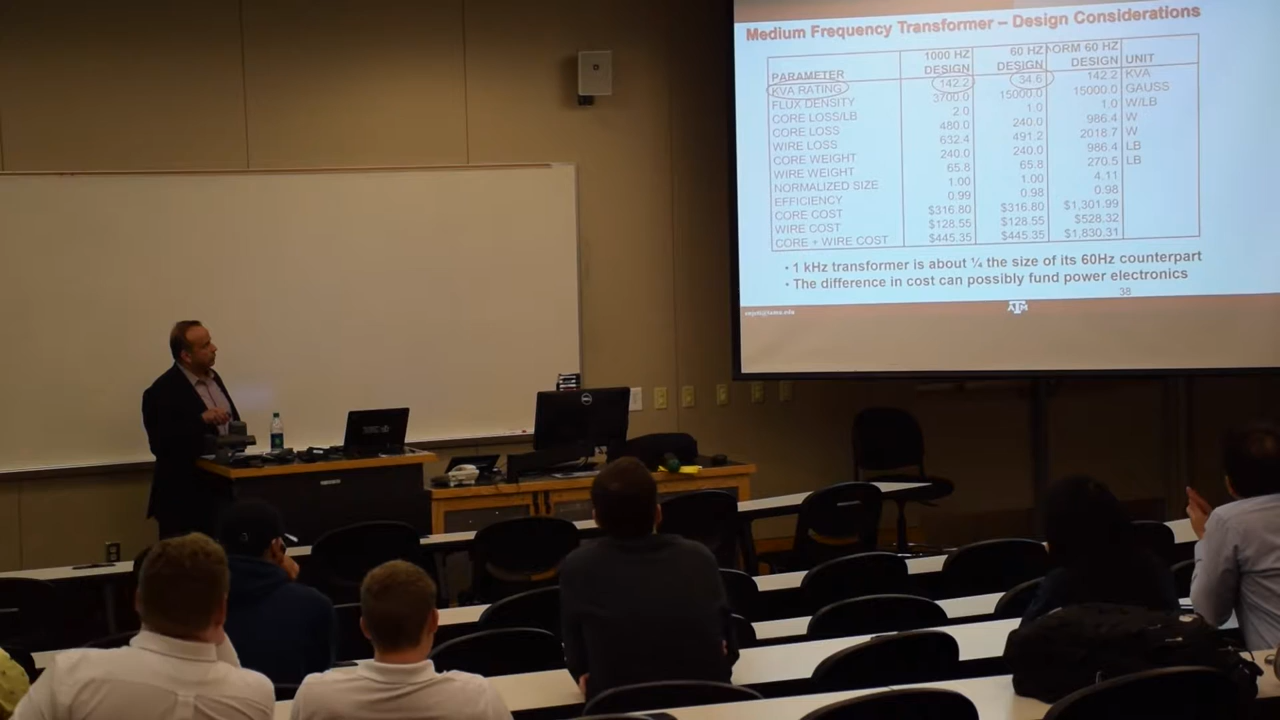 Medium Frequency Transformer – Design Considerations
PARAMETER 1000 HZ DESIGN 60 HZ DESIGN NORM 60 HZ DESIGN UNIT
KVA RATING 142.2 34.6 142.2 KVA
FLUX DENSITY 3700.0 15000.0 15000.0 GAUSS
CORE LOSS/LB 2.0 1.0 1.0 W/LB
CORE LOSS 480.0 240.0 986.4 W
WIRE LOSS 632.4 491.2 2018.7 W
CORE WEIGHT 240.0 240.0 986.4 LB
WIRE WEIGHT 65.8 65.8 270.5 LB
NORMALIZED SIZE 1.00 1.00 4.11
EFFICIENCY 0.99 0.98 0.98
CORE COST $316.80 $316.80 $1,301.99
WIRE COST $128.55 $128.55 $528.32
CORE + WIRE COST $445.35 $445.35 $1,830.31
• 1 kHz transformer is about ¼ the size of its 60Hz counterpart
• The difference in cost can possibly fund power electronics
38
enjeti@tamu.edu
ATM
DELL